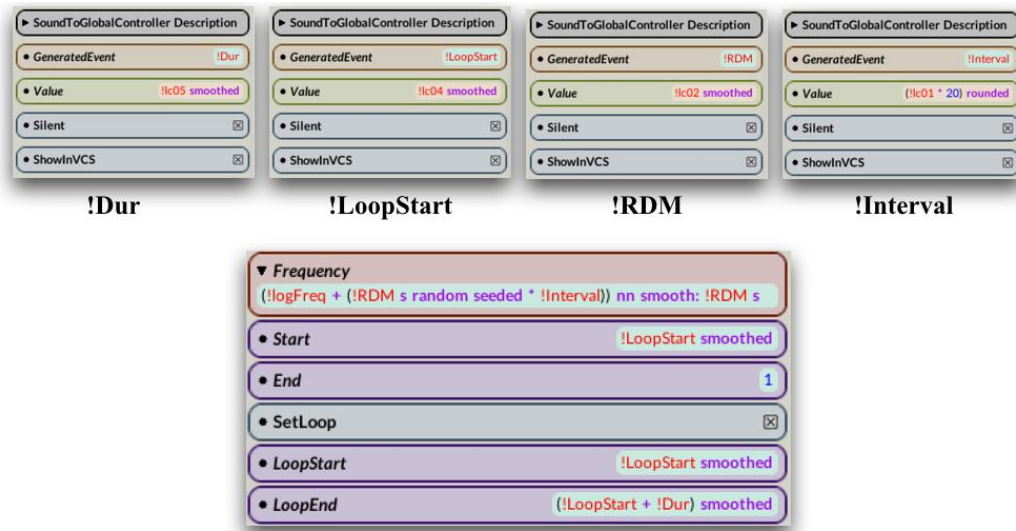 ▸ SoundToGlobalController Description
• GeneratedEvent !Dur
• Value !lc05 smoothed
• Silent ☒
• ShowInVCS ☒
!Dur
▸ SoundToGlobalController Description
• GeneratedEvent !LoopStart
• Value !lc04 smoothed
• Silent ☒
• ShowInVCS ☒
!LoopStart
▸ SoundToGlobalController Description
• GeneratedEvent !RDM
• Value !lc02 smoothed
• Silent ☒
• ShowInVCS ☒
!RDM
▸ SoundToGlobalController Description
• GeneratedEvent !Interval
• Value (!lc01 * 20) rounded
• Silent ☒
• ShowInVCS ☒
!Interval
▼ Frequency
(!logFreq + (!RDM s random seeded * !Interval)) nn smooth: !RDM s
• Start !LoopStart smoothed
• End 1
• SetLoop ☒
• LoopStart !LoopStart smoothed
• LoopEnd (!LoopStart + !Dur) smoothed